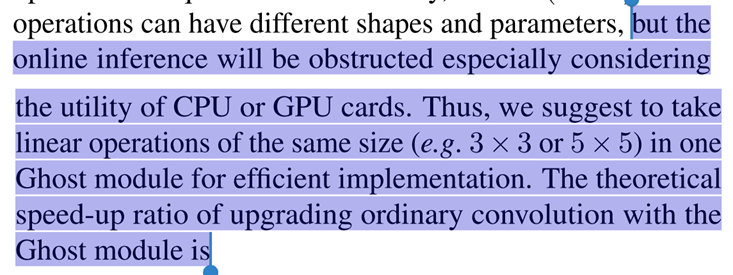 operations can have different shapes and parameters, but the
online inference will be obstructed especially considering
the utility of CPU or GPU cards. Thus, we suggest to take
linear operations of the same size (e.g. 3 × 3 or 5 × 5) in one
Ghost module for efficient implementation. The theoretical
speed-up ratio of upgrading ordinary convolution with the
Ghost module is